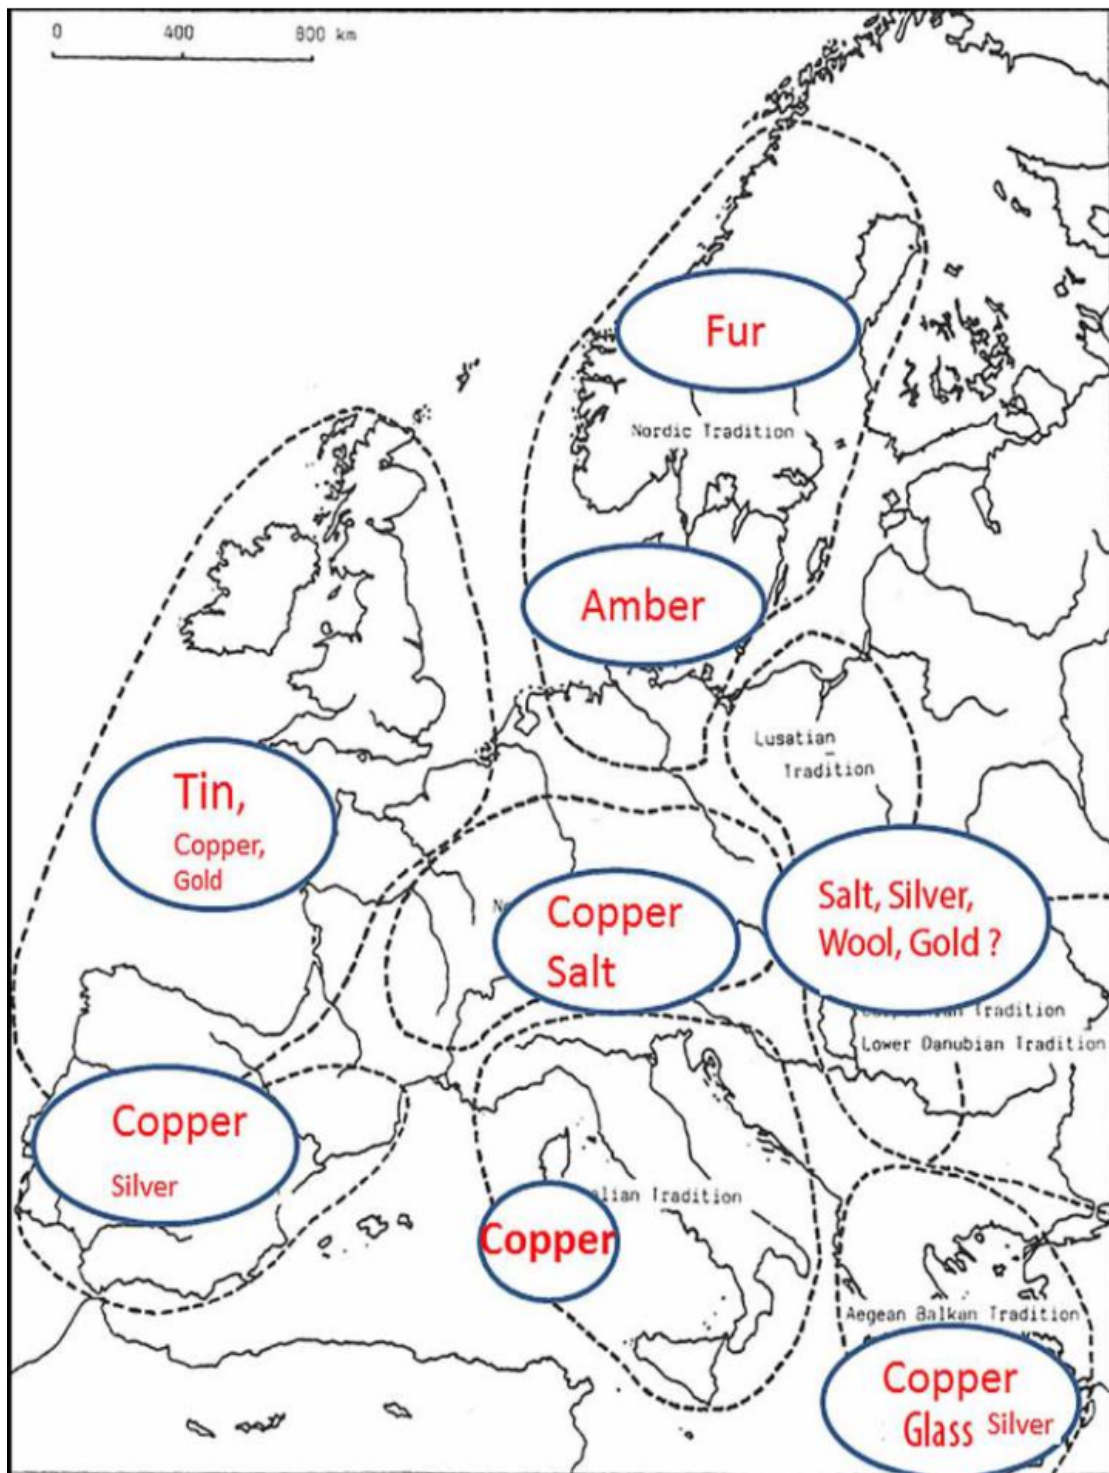 0 400 800 km
Fur
Nordic Tradition
Amber
Lusatian
Tradition
Tin,
Copper,
Gold
Copper
Salt
Salt, Silver,
Wool, Gold ?
Tradition
Lower Danubian Tradition
Copper
Silver
Tradition
Copper
Aegean Balkan Tradition
Copper
Glass Silver